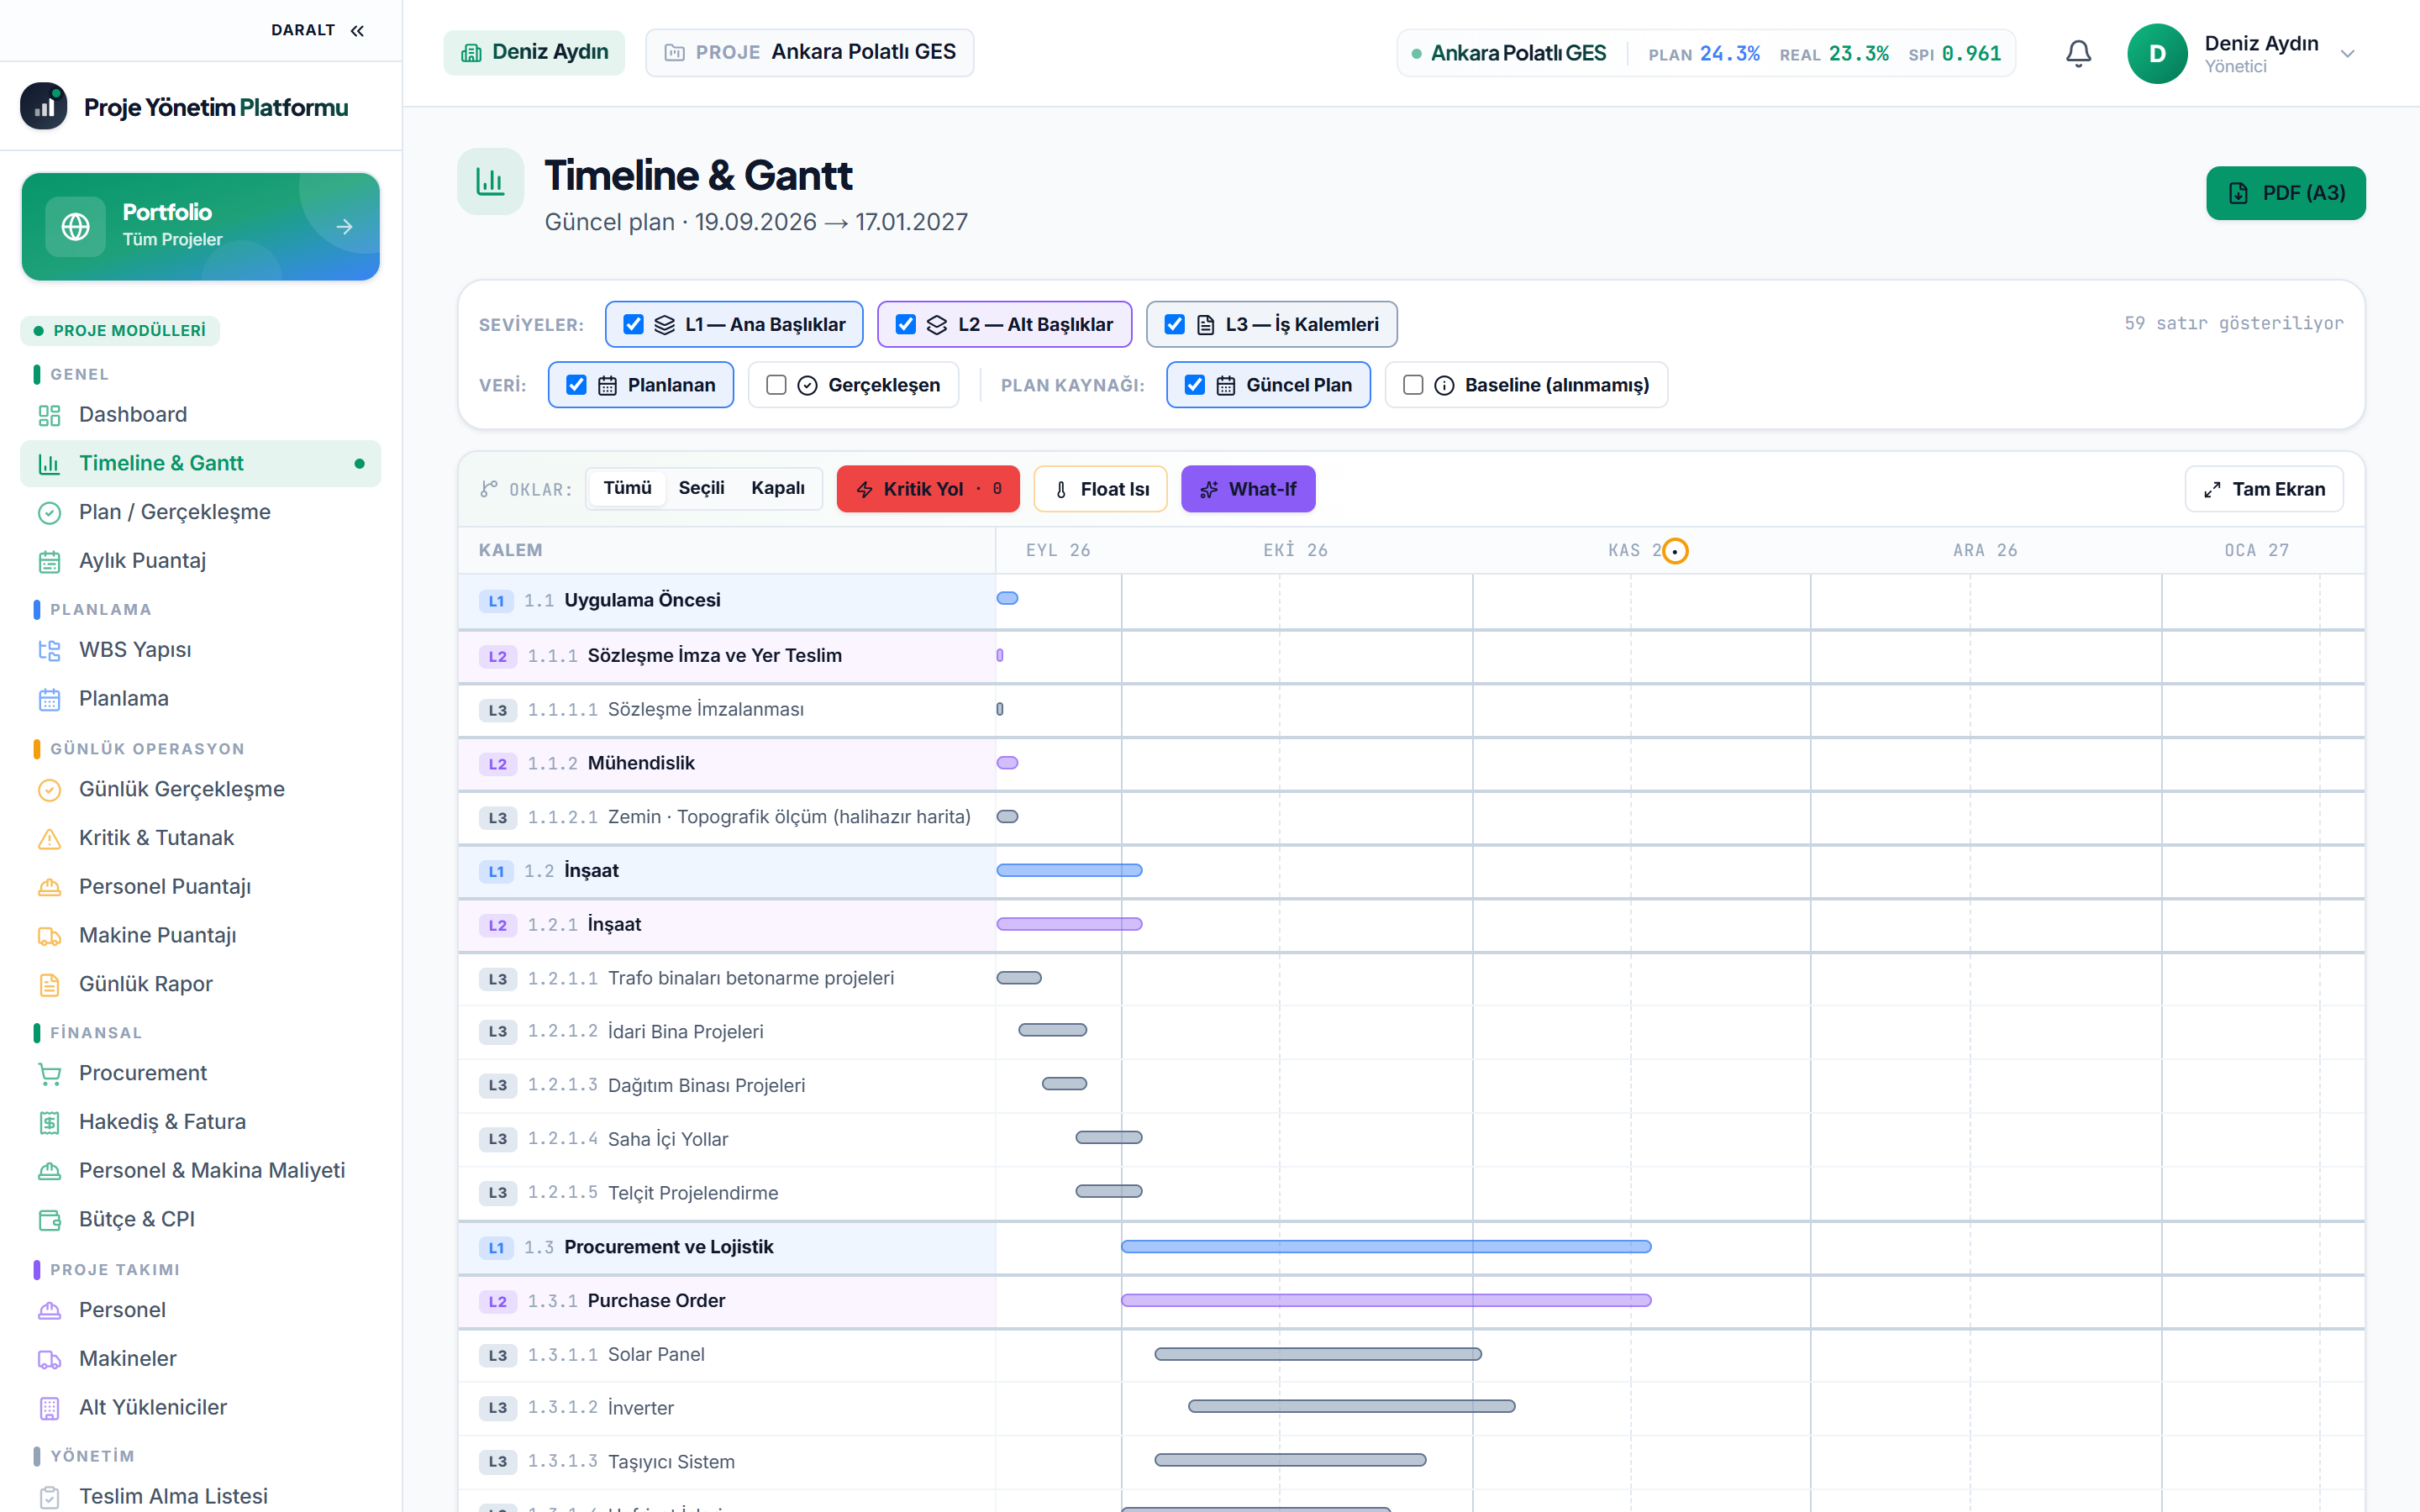 DARALT
Proje Yönetim Platformu
Portfolio
Tüm Projeler
PROJE MODÜLLERİ
GENEL
Dashboard
Timeline & Gantt
Plan / Gerçekleşme
Aylık Puantaj
PLANLAMA
WBS Yapısı
Planlama
GÜNLÜK OPERASYON
Günlük Gerçekleşme
Kritik & Tutanak
Personel Puantajı
Makine Puantajı
Günlük Rapor
FİNANSAL
Procurement
Hakediş & Fatura
Personel & Makina Maliyeti
Bütçe & CPI
PROJE TAKIMI
Personel
Makineler
Alt Yükleniciler
YÖNETİM
Teslim Alma Listesi
Deniz Aydın
PROJE Ankara Polatlı GES
Ankara Polatlı GES PLAN 24.3% REAL 23.3% SPI 0.961
D
Deniz Aydın
Yönetici
Timeline & Gantt
Güncel plan · 19.09.2026 → 17.01.2027
PDF (A3)
SEVİYELER: L1 — Ana Başlıklar L2 — Alt Başlıklar L3 — İş Kalemleri 59 satır gösteriliyor
VERİ: Planlanan Gerçekleşen PLAN KAYNAĞI: Güncel Plan Baseline (alınmamış)
OKLAR: Tümü Seçili Kapalı Kritik Yol · 0 Float Isı What-If Tam Ekran
KALEM EYL 26 EKİ 26 KAS 2 ARA 26 OCA 27
L1 1.1 Uygulama Öncesi
L2 1.1.1 Sözleşme İmza ve Yer Teslim
L3 1.1.1.1 Sözleşme İmzalanması
L2 1.1.2 Mühendislik
L3 1.1.2.1 Zemin · Topografik ölçüm (halihazır harita)
L1 1.2 İnşaat
L2 1.2.1 İnşaat
L3 1.2.1.1 Trafo binaları betonarme projeleri
L3 1.2.1.2 İdari Bina Projeleri
L3 1.2.1.3 Dağıtım Binası Projeleri
L3 1.2.1.4 Saha İçi Yollar
L3 1.2.1.5 Telçit Projelendirme
L1 1.3 Procurement ve Lojistik
L2 1.3.1 Purchase Order
L3 1.3.1.1 Solar Panel
L3 1.3.1.2 İnverter
L3 1.3.1.3 Taşıyıcı Sistem